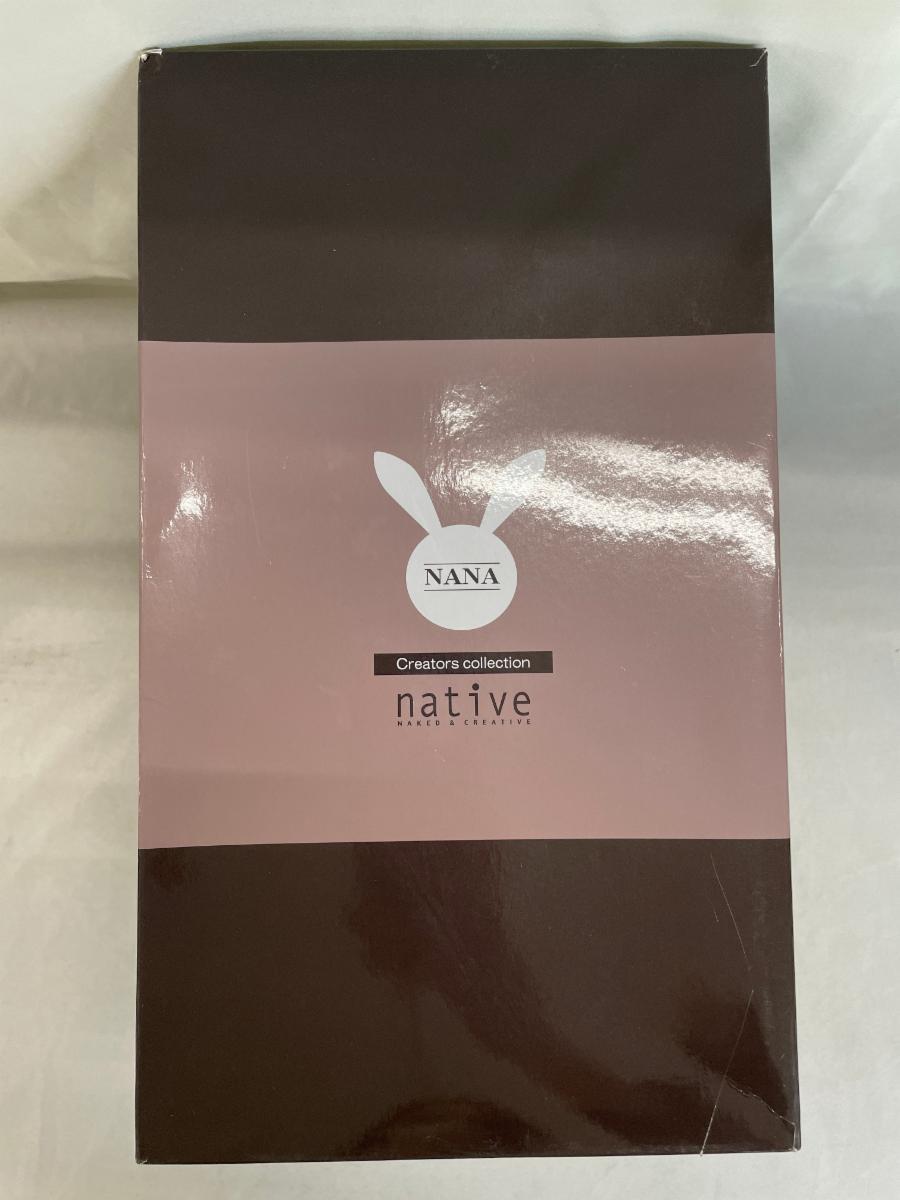 NANA
Creators collection
native
NAKED & CREATIVE